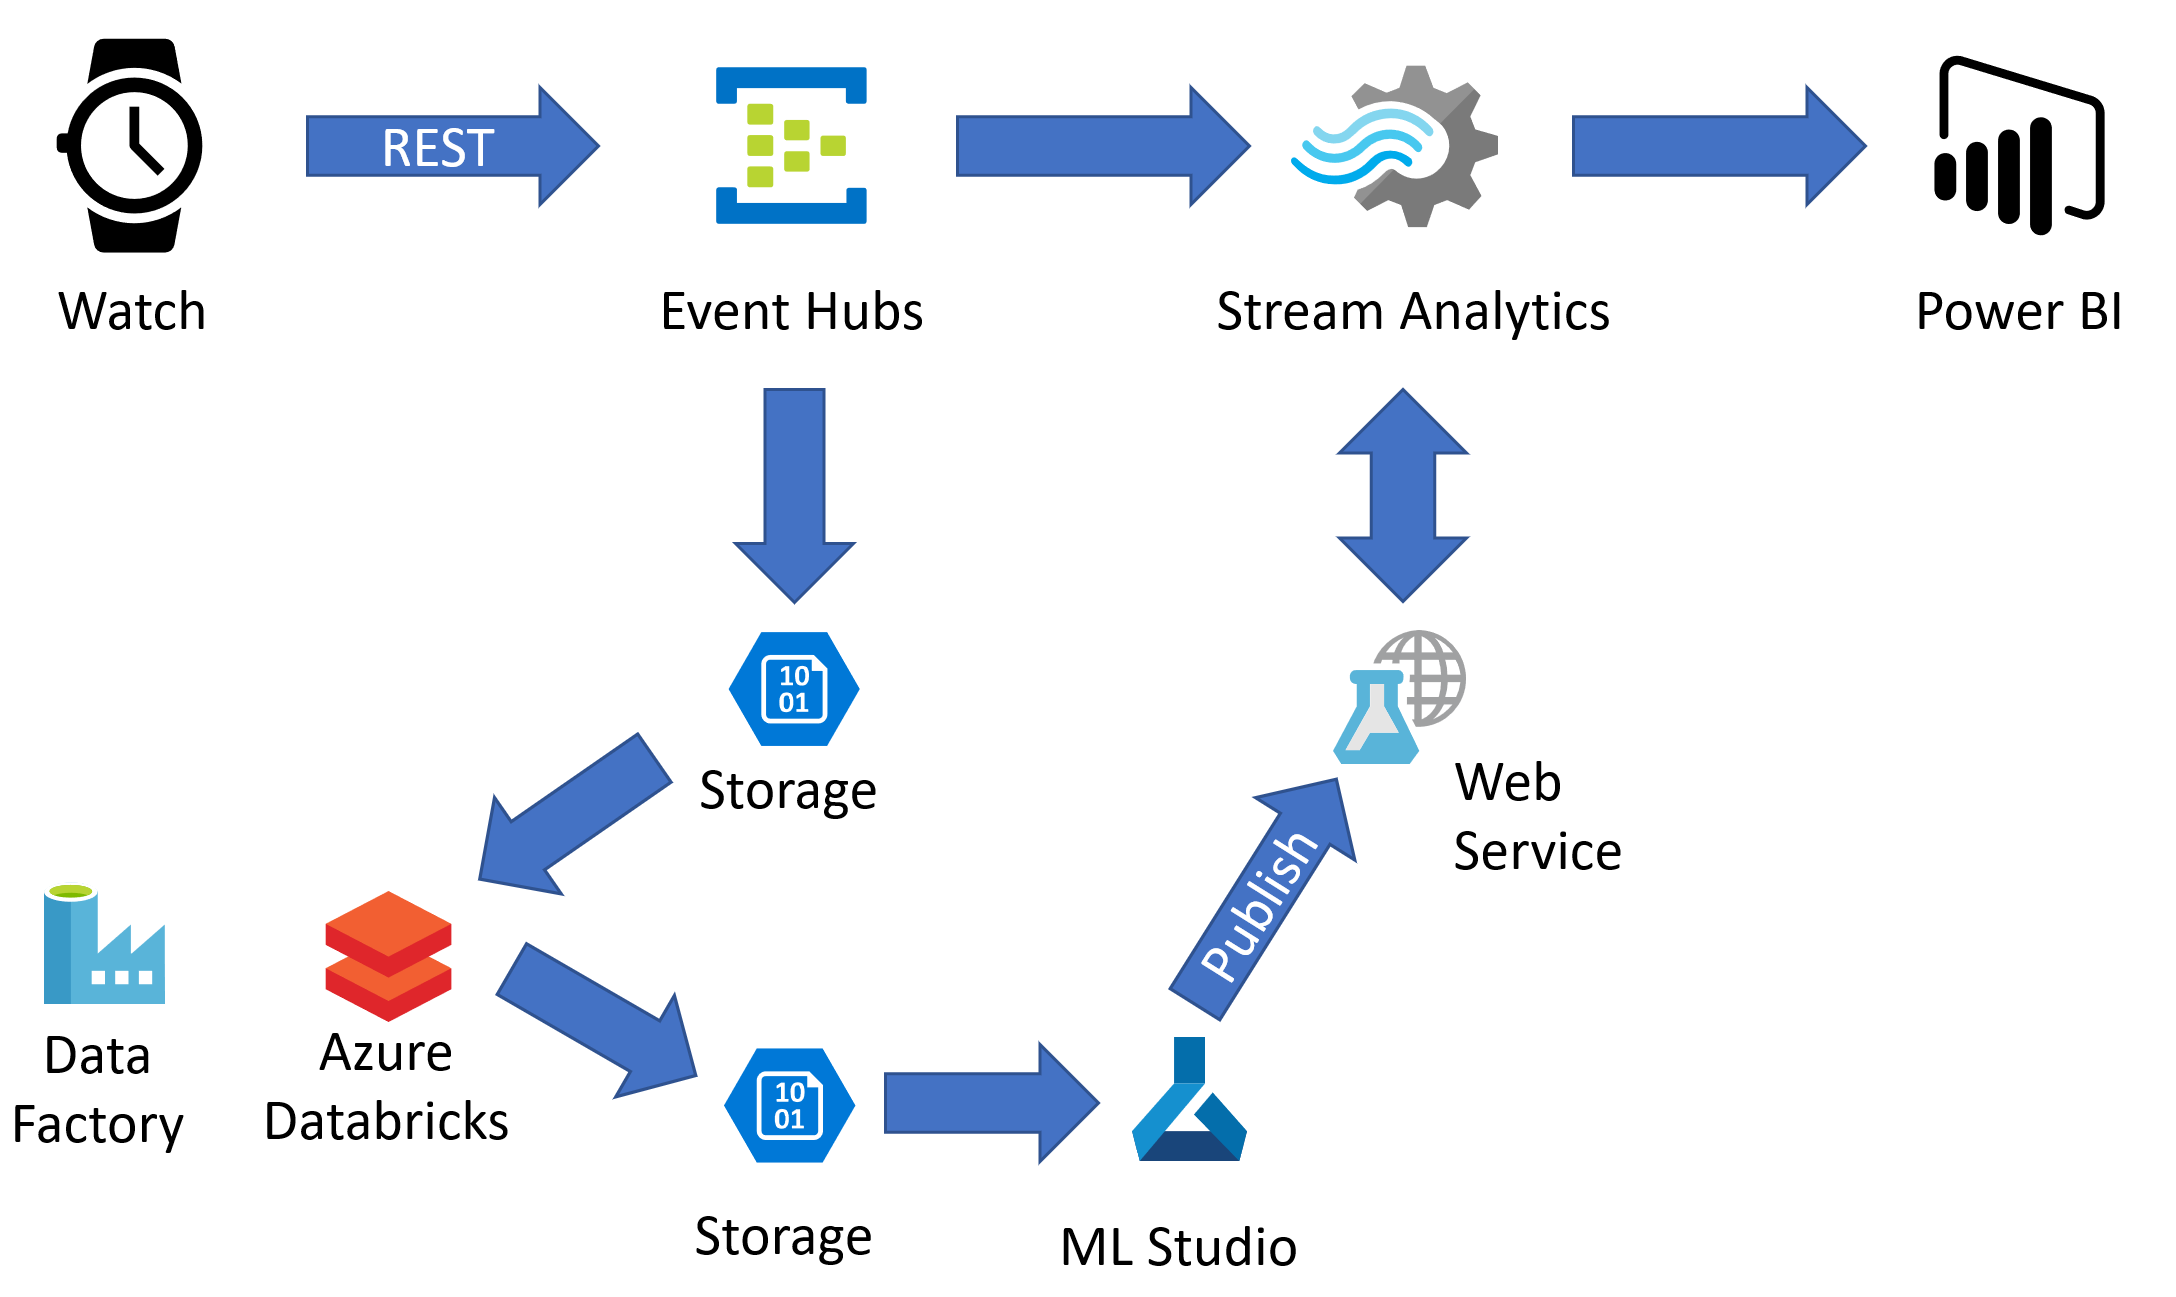 REST
Watch
Event Hubs
Stream Analytics
Power BI
10
01
Storage
Web
Service
Publish
Data
Factory
Azure
Databricks
10
01
Storage
ML Studio